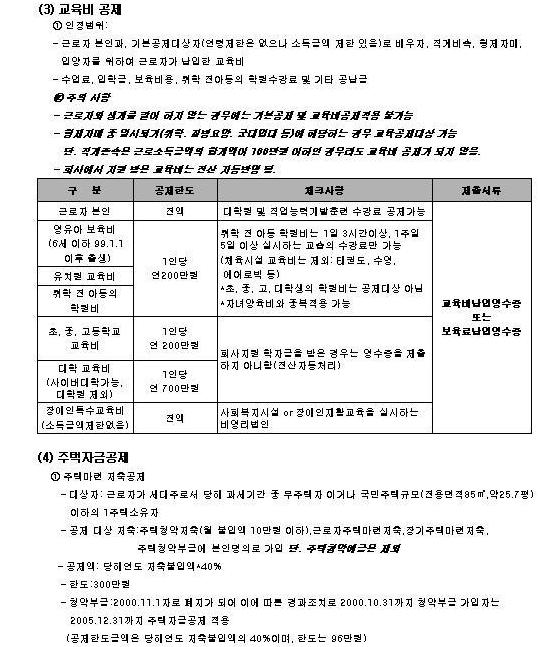 (3) 교육비 공제
① 인정범위:
- 근로자 본인과, 기본공제대상자(연령제한은 없으나 소득금액 제한 있음)로 배우자, 직계비속, 형제자매,
입양자를 위하여 근로자가 납입한 교육비
- 수업료, 입학금, 보육비용, 취학 전아동의 학원수강료 및 기타 공납금
② 주의 사항
- 근로자와 생계를 같이 하지 않는 경우에는 기본공제 및 교육비공제적용 불가능
- 형제자매 중 일시퇴거(취학, 질병요양, 군대입대 등)에 해당하는 경우 교육공제대상 가능
단, 직계존속은 근로소득금액의 합계액이 100만원 이하인 경우라도 교육비 공제가 되지 않음.
- 회사에서 지원 받은 교육비는 전산 자동반영 됨.
구 분 공제한도 체크사항 제출서류
근로자 본인 전액 대학원 및 직업능력개발훈련 수강료 공제가능
영유아 보육비
(6세 이하 99.1.1
이후 출생)
유치원 교육비
취학 전 아동의
학원비
1인당
연200만원
취학 전 아동 학원비는 1일 3시간이상, 1주일
5일 이상 실시하는 교습의 수강료만 가능
(체육시설 교육비는 제외: 태권도, 수영,
에어로빅 등)
*초, 중, 고, 대학생의 학원비는 공제대상 아님
*자녀양육비와 중복적용 가능
교육비납입영수증
또는
보육료납입영수증
초, 중, 고등학교
교육비
1인당
연 200만원
회사지원 학자금을 받은 경우는 영수증을 제출
하지 아니함(전산자동처리)
대학 교육비
(사이버대학가능,
대학원 제외)
1인당
연 700만원
장애인특수교육비
(소득금액제한없음)
전액
사회복지시설 or 장애인재활교육을 실시하는
비영리법인
(4) 주택자금공제
① 주택마련 저축공제
- 대상자: 근로자가 세대주로서 당해 과세기간 중 무주택자 이거나 국민주택규모(전용면적85㎡,약25.7평)
이하의 1주택소유자
- 공제 대상 저축:주택청약저축(월 불입액 10만원 이하),근로자주택마련저축,장기주택마련저축,
주택청약부금에 본인명의로 가입 단, 주택청약예금은 제외
- 공제액: 당해연도 저축불입액*40%
- 한도:300만원
- 청약부금:2000.11.1자로 폐지가 되어 이에 따른 경과조치로 2000.10.31까지 청약부금 가입자는
2005.12.31까지 주택자금공제 적용
(공제한도금액은 당해연도 저축불입액의 40%이며, 한도는 96만원)